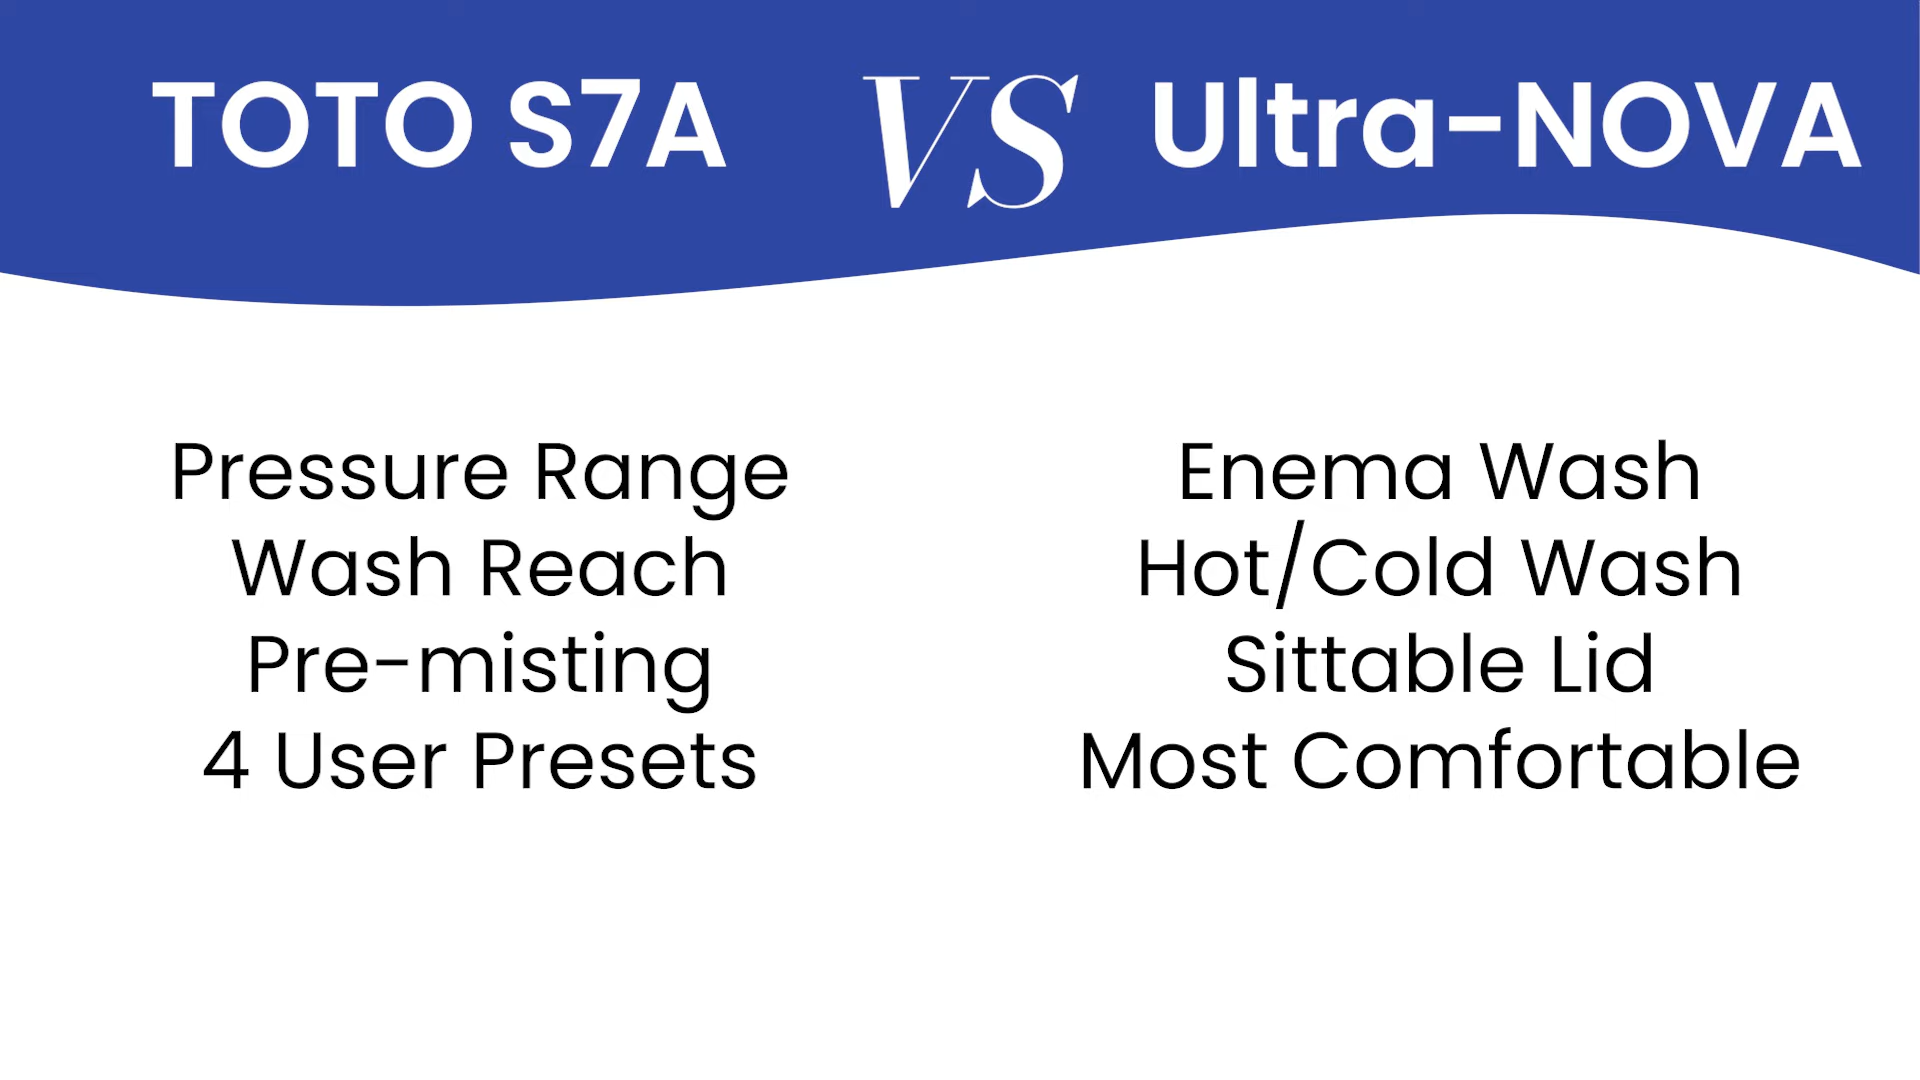 TOTO S7A VS Ultra-NOVA
Pressure Range
Wash Reach
Pre-misting
4 User Presets
Enema Wash
Hot/Cold Wash
Sittable Lid
Most Comfortable